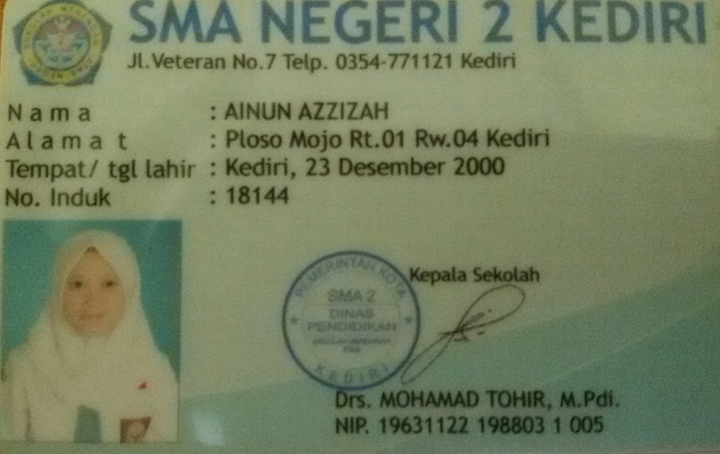 SMA NEGERI 2 KEDIRI
Jl.Veteran No.7 Telp. 0354-771121 Kediri
Nama : AINUN AZZIZAH
Alamat : Ploso Mojo Rt.01 Rw.04 Kediri
Tempat/ tgl lahir : Kediri, 23 Desember 2000
No. Induk : 18144
Kepala Sekolah
PEMERINTAH KOTA
SMA 2
DINAS
PENDIDIKAN
KEDIRI
Drs. MOHAMAD TOHIR, M.Pdi.
NIP. 19631122 198803 1 005